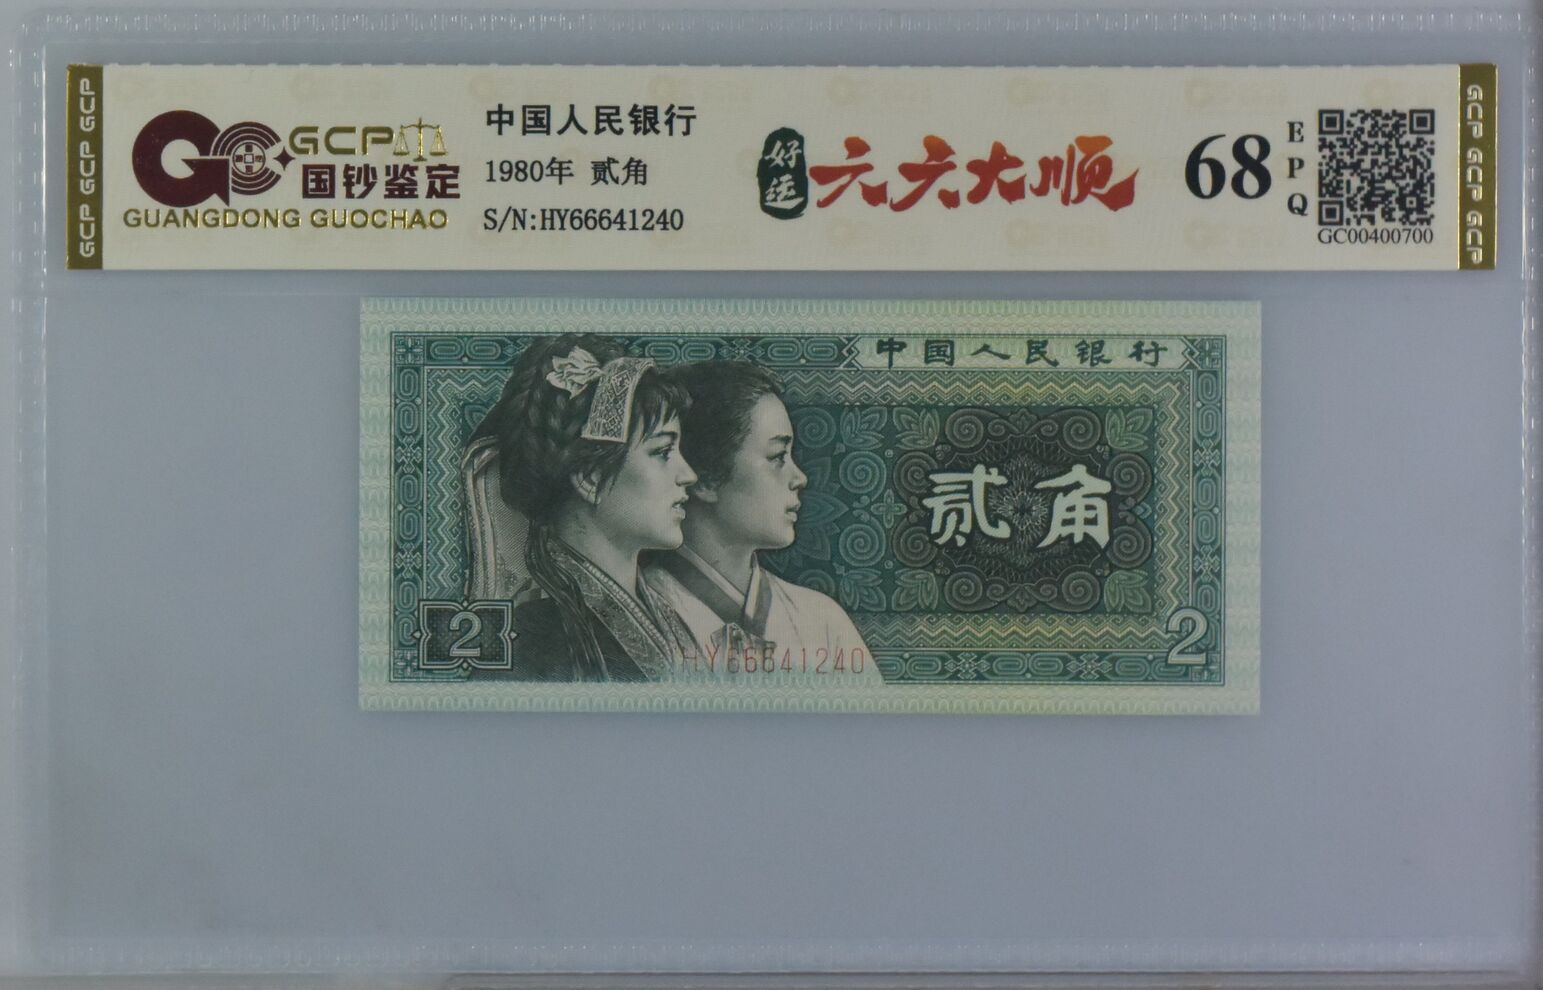 GCP GCP GCP
GCP
国钞鉴定
GUANGDONG GUOCHAO
中国人民银行
1980年 贰角
S/N:HY66641240
好运
六六大顺
68
EPQ
GC00400700
GCP GCP GCP
中国人民银行
贰角
2
HY66641240
2